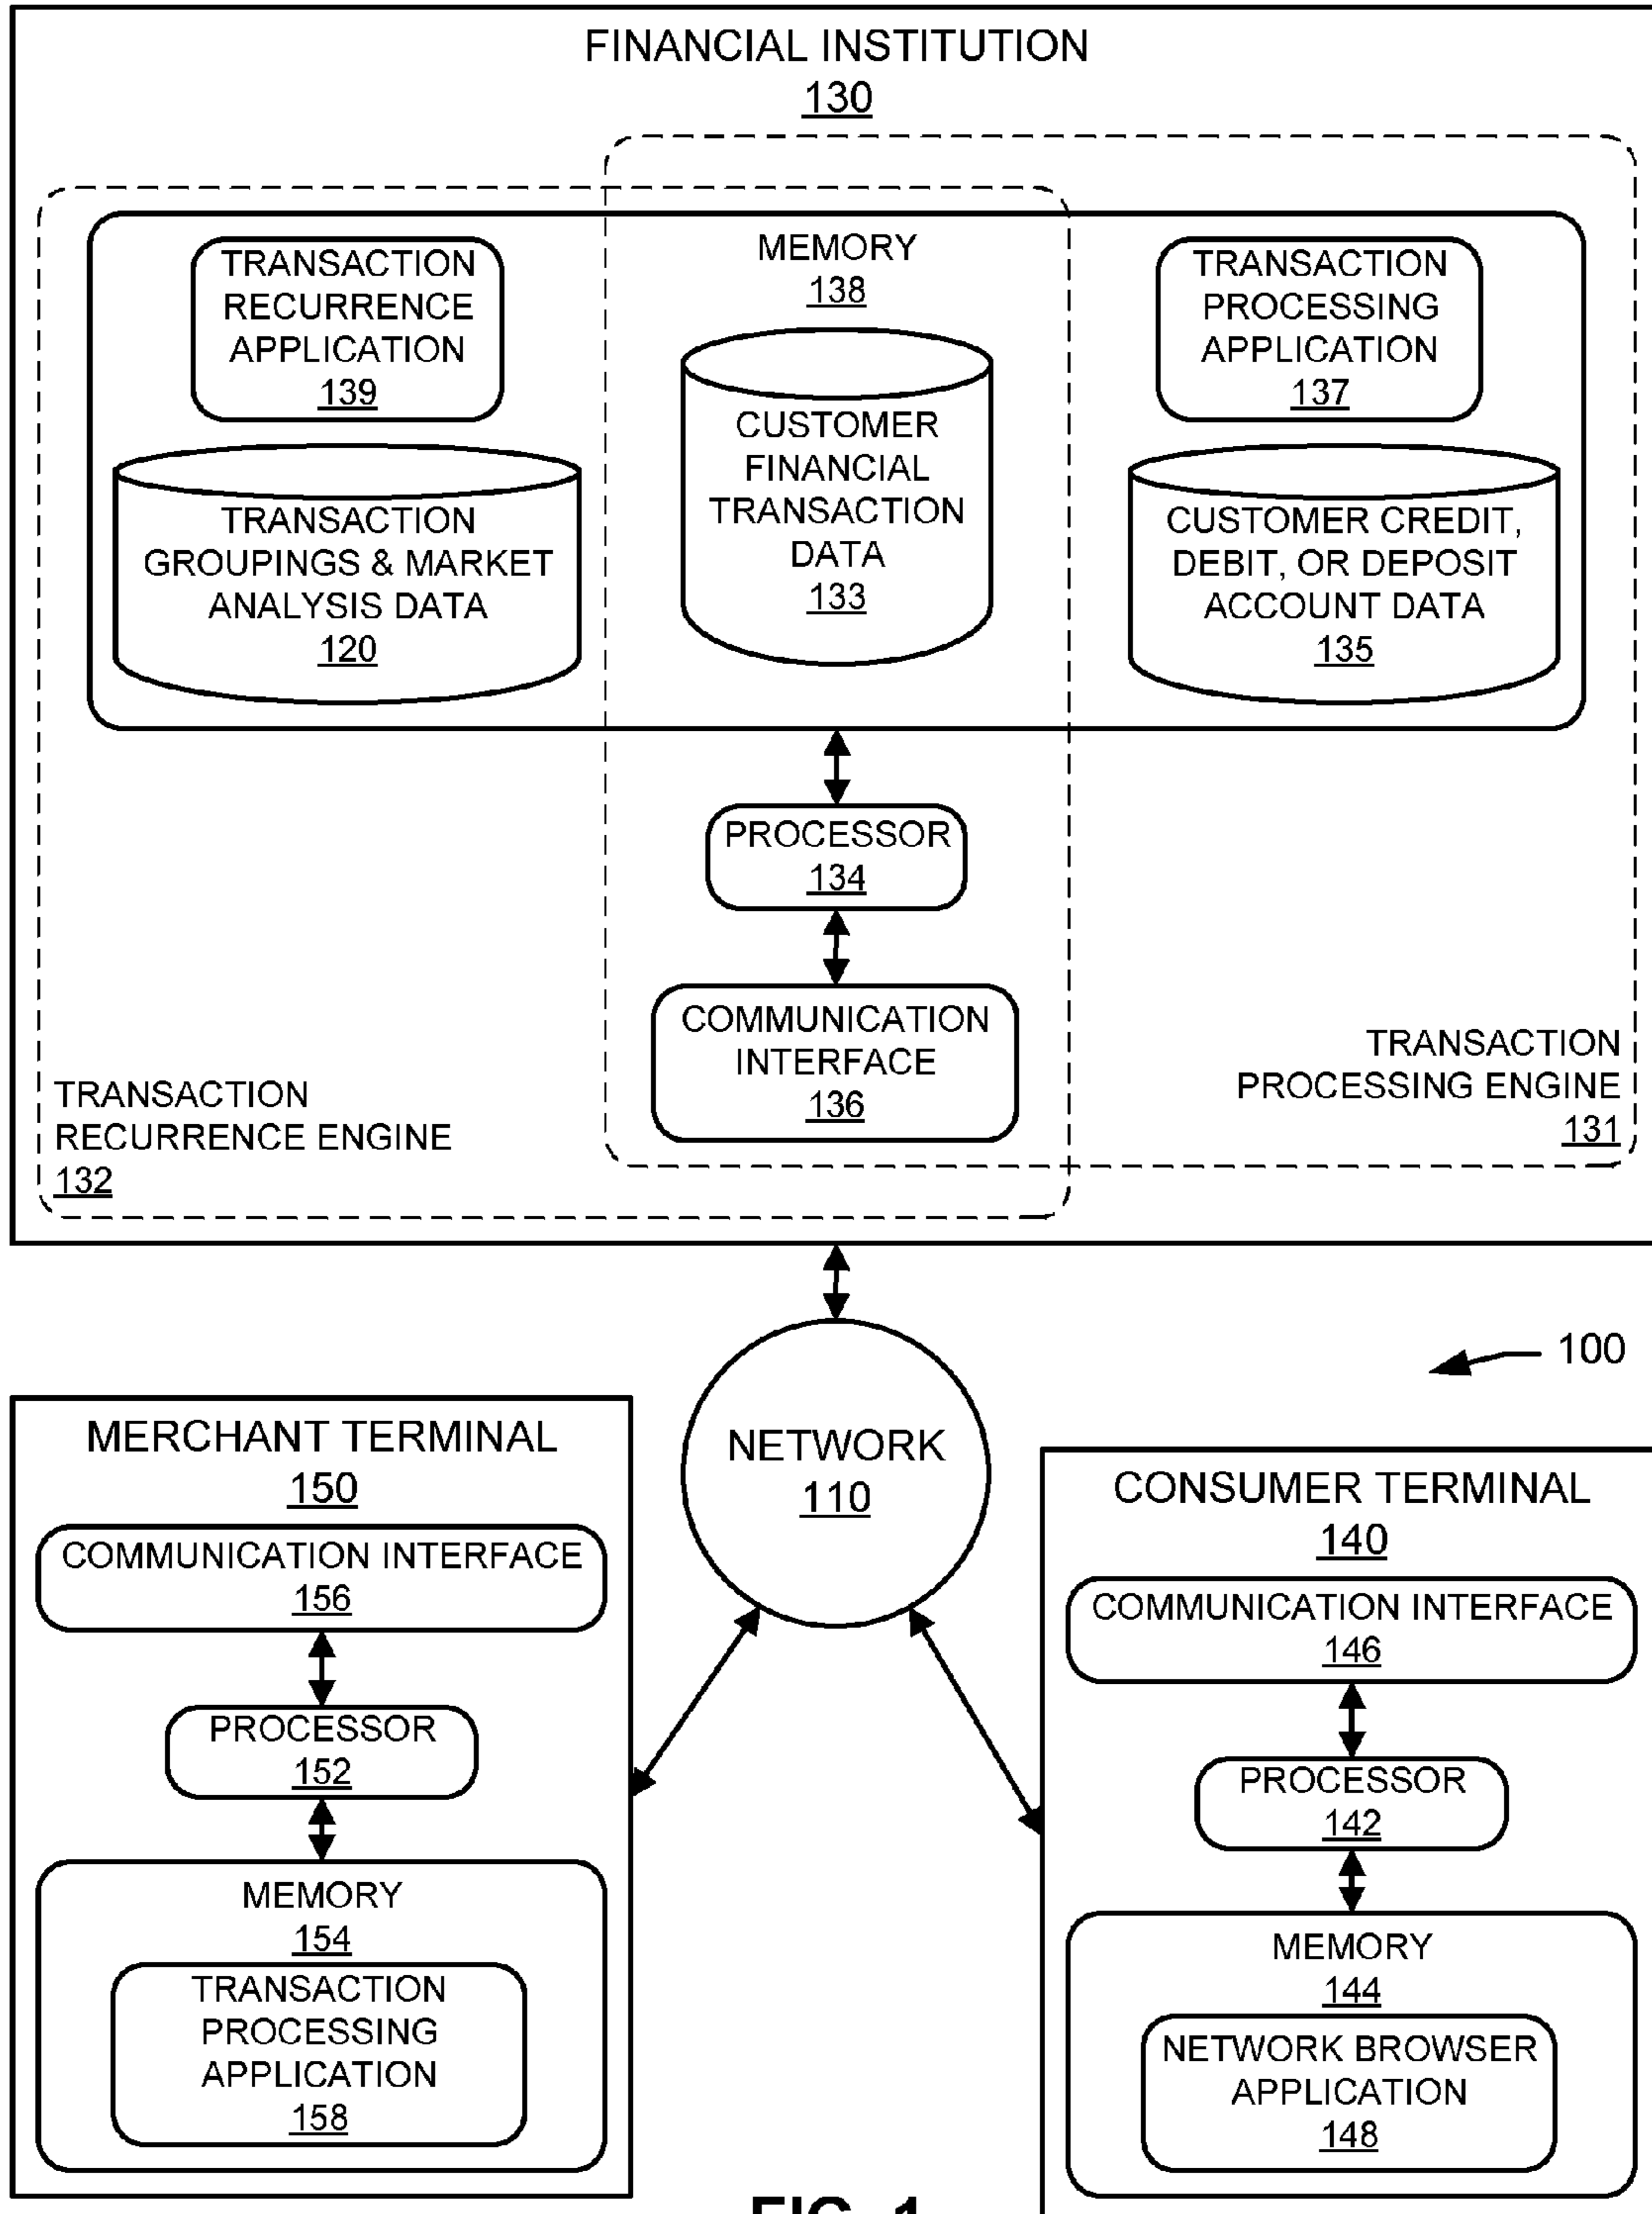 FINANCIAL INSTITUTION
130
TRANSACTION
RECURRENCE
APPLICATION
139
MEMORY
138
TRANSACTION
PROCESSING
APPLICATION
137
TRANSACTION
GROUPINGS & MARKET
ANALYSIS DATA
120
CUSTOMER
FINANCIAL
TRANSACTION
DATA
133
CUSTOMER CREDIT,
DEBIT, OR DEPOSIT
ACCOUNT DATA
135
PROCESSOR
134
COMMUNICATION
INTERFACE
136
TRANSACTION
RECURRENCE ENGINE
132
TRANSACTION
PROCESSING ENGINE
131
NETWORK
110
100
MERCHANT TERMINAL
150
COMMUNICATION INTERFACE
156
PROCESSOR
152
MEMORY
154
TRANSACTION
PROCESSING
APPLICATION
158
CONSUMER TERMINAL
140
COMMUNICATION INTERFACE
146
PROCESSOR
142
MEMORY
144
NETWORK BROWSER
APPLICATION
148
FIG. 1